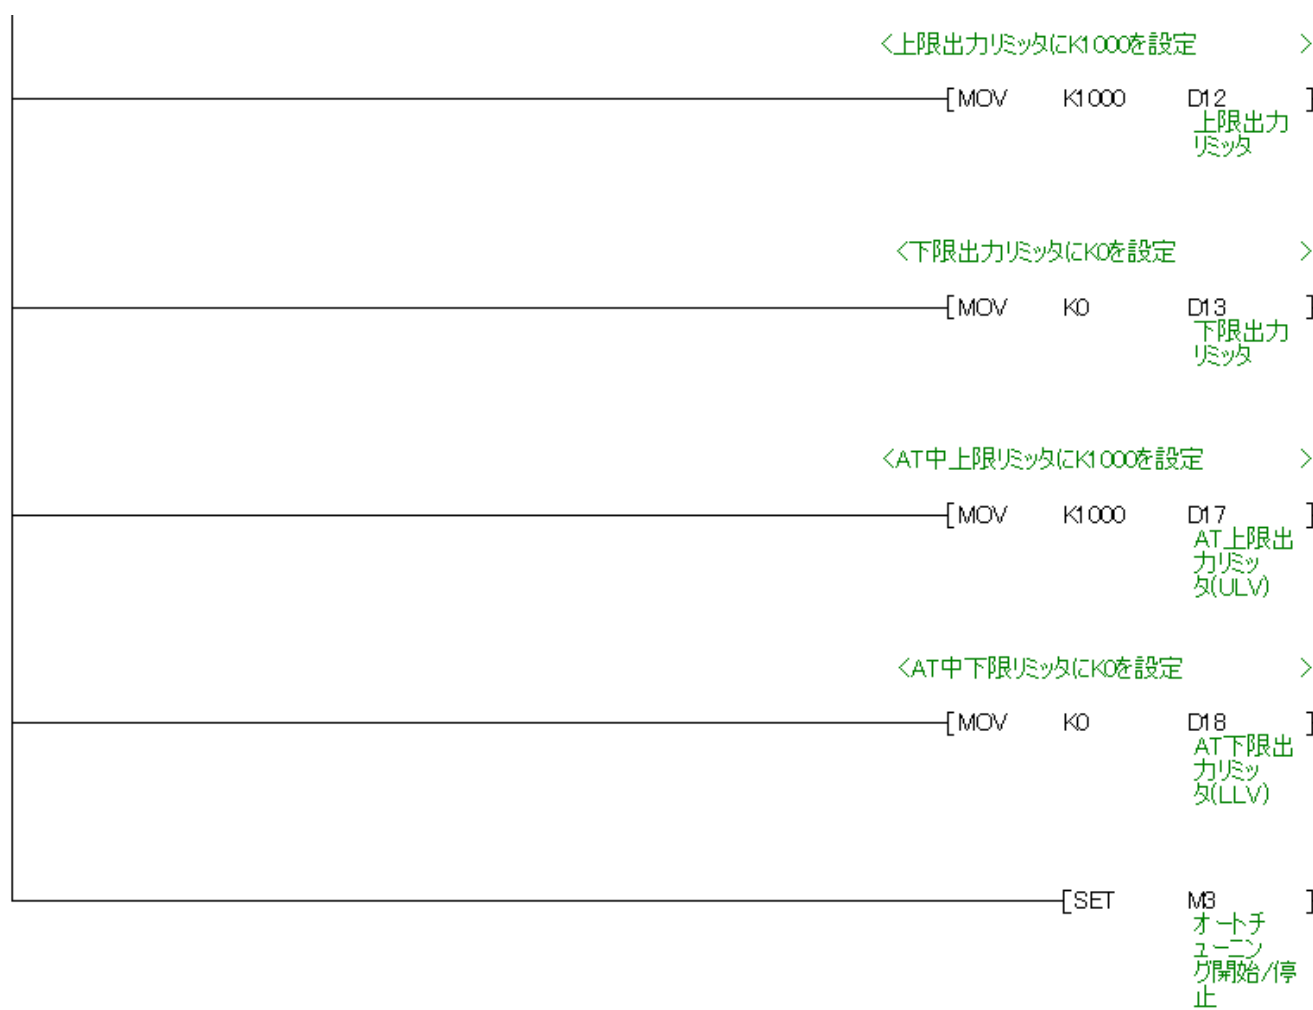 <上限出力リミッタにK1000を設定 >
[MOV K1000 D12 ]
上限出力
リミッタ
<下限出力リミッタにK0を設定 >
[MOV K0 D13 ]
下限出力
リミッタ
<AT中上限リミッタにK1000を設定 >
[MOV K1000 D17 ]
AT上限出
力リミッ
タ(ULV)
<AT中下限リミッタにK0を設定 >
[MOV K0 D18 ]
AT下限出
力リミッ
タ(LLV)
[SET M3 ]
オートチ
ューニン
グ開始/停
止